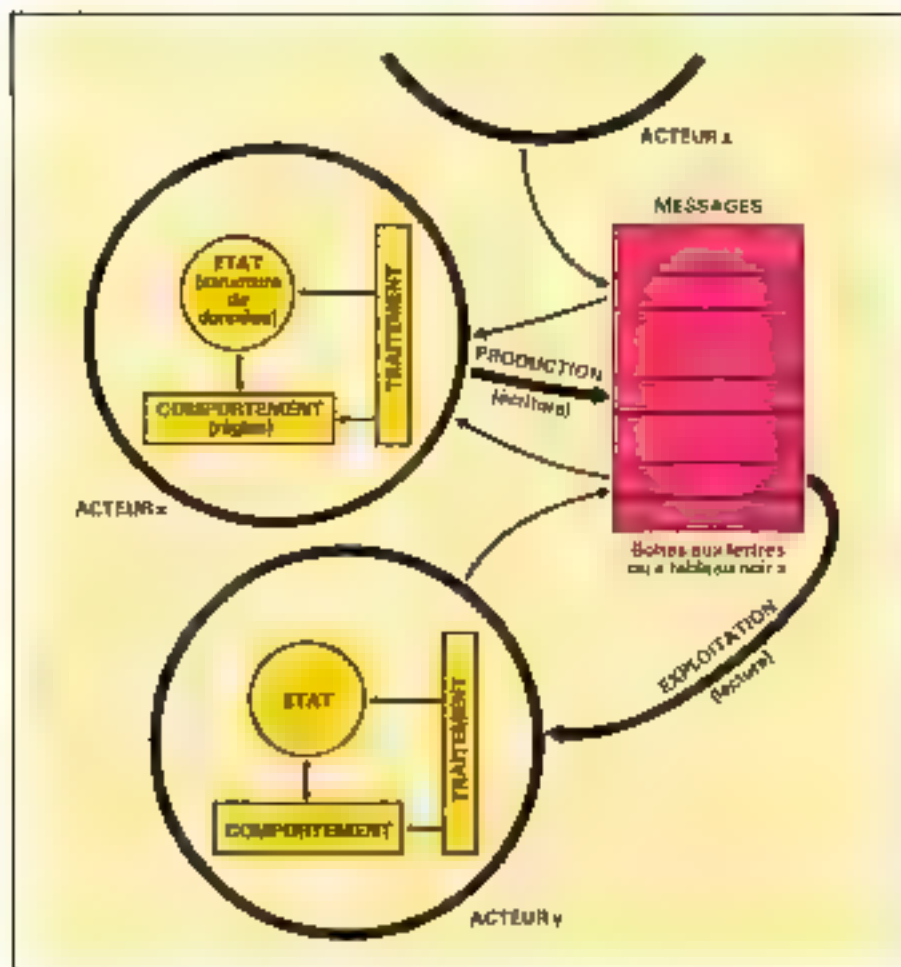 ACTEUR z
MESSAGES
ETAT
(structure
de
données)
TRAITEMENT
COMPORTEMENT
(règles)
PRODUCTION
(écriture)
ACTEUR x
Boîtes aux lettres
ou « tableau noir »
EXPLOITATION
(lecture)
ETAT
TRAITEMENT
COMPORTEMENT
ACTEUR y